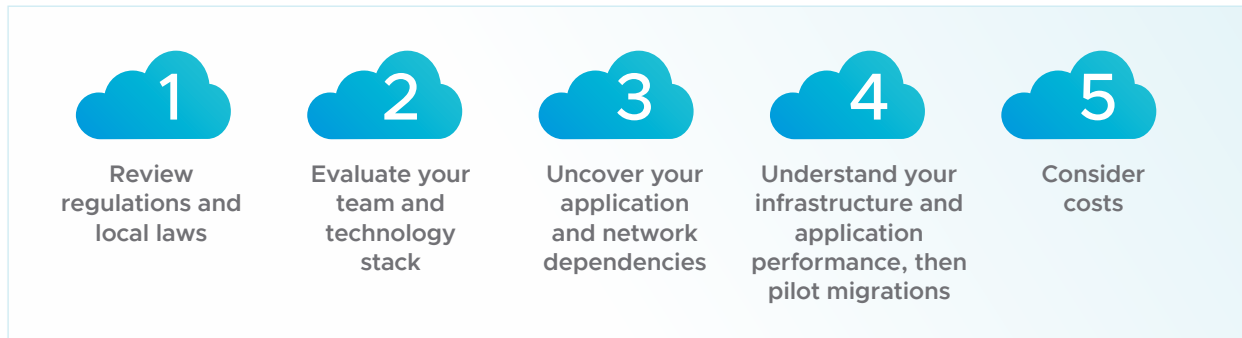 1
Review
regulations and
local laws
2
Evaluate your
team and
technology
stack
3
Uncover your
application
and network
dependencies
4
Understand your
infrastructure and
application
performance, then
pilot migrations
5
Consider
costs